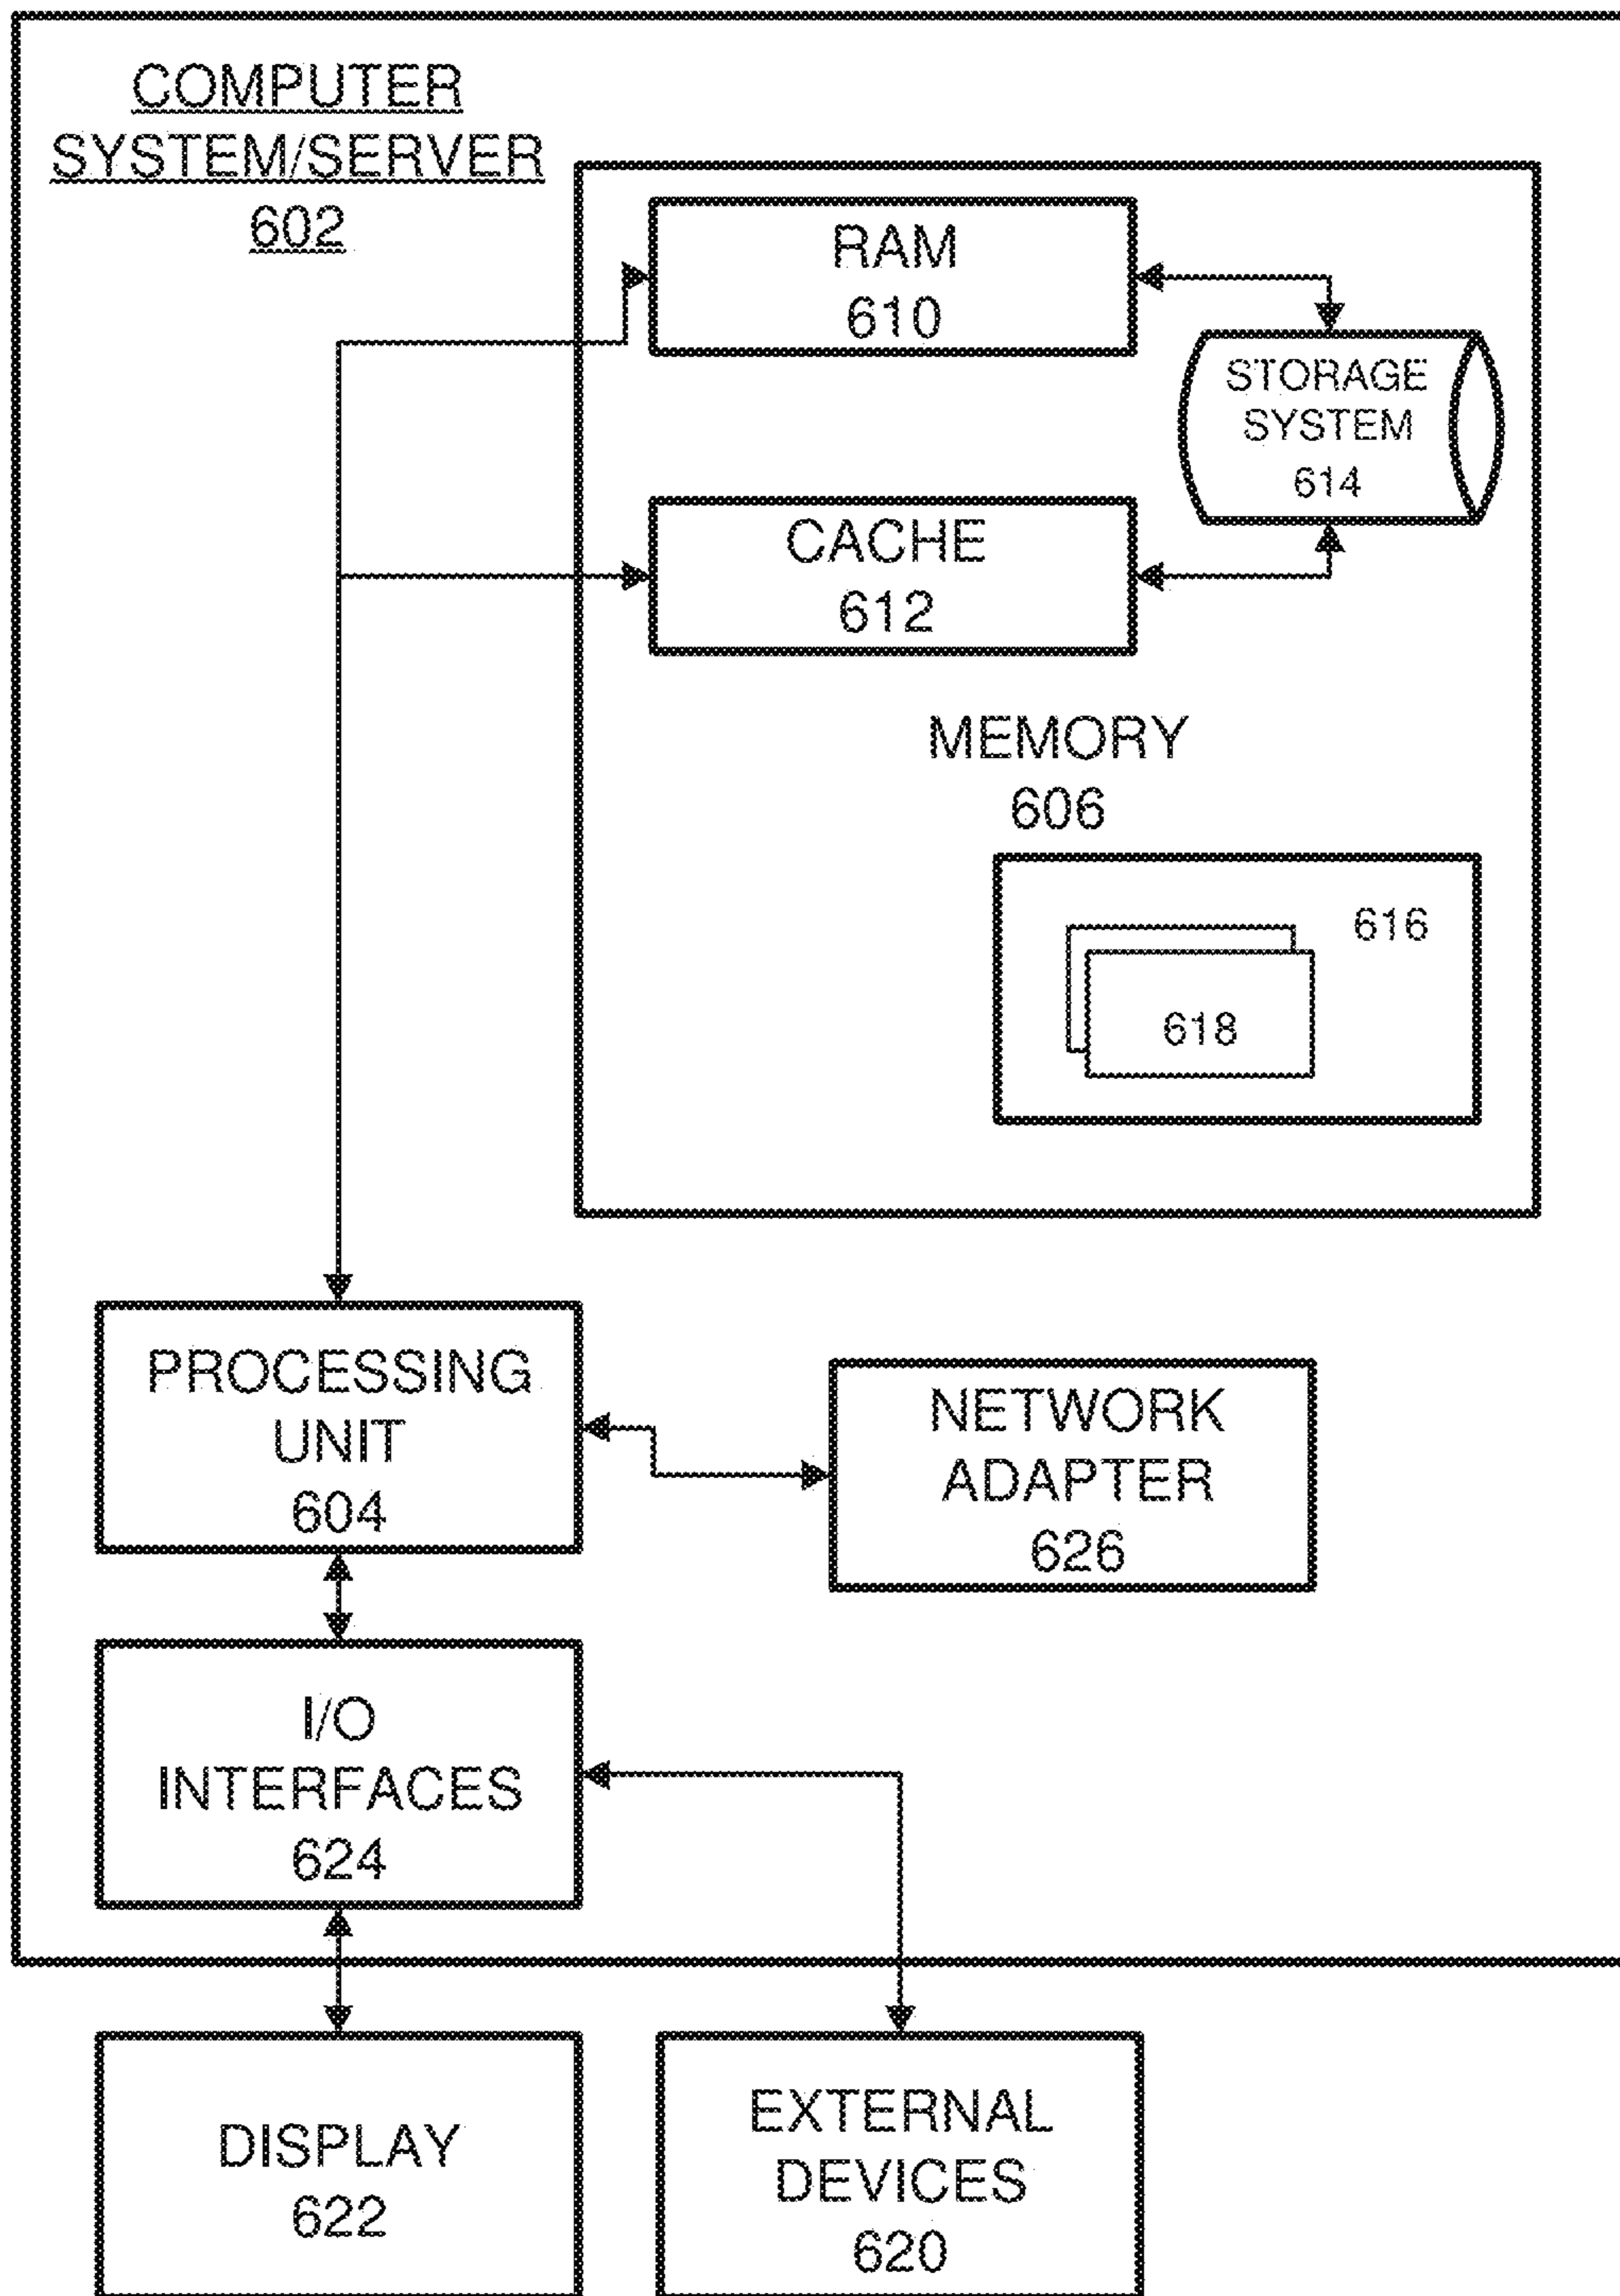 COMPUTER
SYSTEM/SERVER
602
RAM
610
STORAGE
SYSTEM
614
CACHE
612
MEMORY
606
616
618
PROCESSING
UNIT
604
NETWORK
ADAPTER
626
I/O
INTERFACES
624
DISPLAY
622
EXTERNAL
DEVICES
620